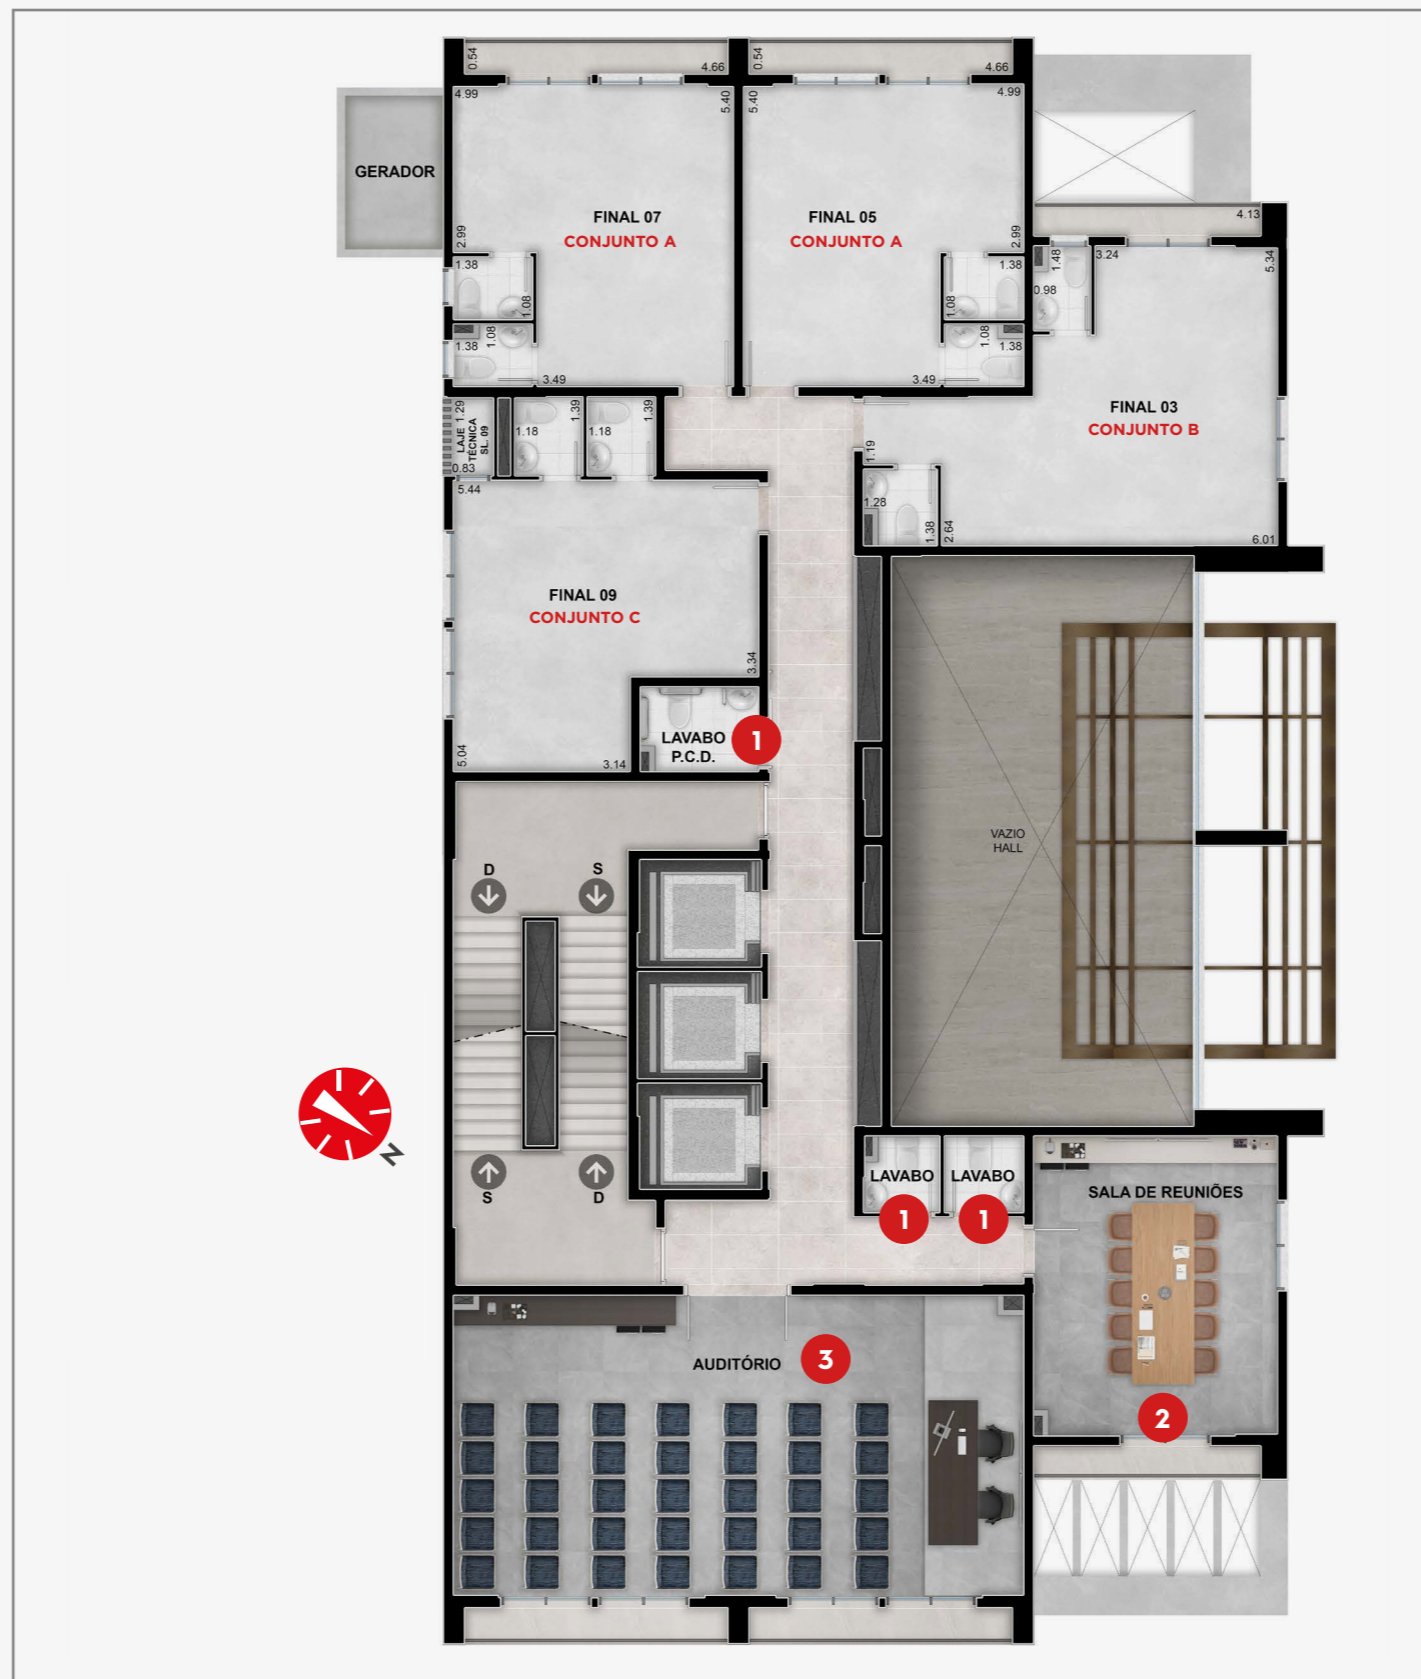 0.54
4.66
0.54
4.66
4.99
5.40
5.40
4.99
GERADOR
FINAL 07
CONJUNTO A
FINAL 05
CONJUNTO A
4.13
2.99
2.99
1.48
3.24
5.34
1.38
1.08
1.08
1.38
0.98
1.38
1.08
1.08
1.38
3.49
3.49
FINAL 03
CONJUNTO B
LAJE
TÉCNICA
SL. 09
1.29
0.83
1.18
1.39
1.18
1.39
1.19
5.44
1.28
1.38
2.64
6.01
FINAL 09
CONJUNTO C
3.34
5.04
3.14
LAVABO
P.C.D.
1
VAZIO
HALL
D
S
N
S
D
LAVABO
1
LAVABO
1
SALA DE REUNIÕES
AUDITÓRIO
3
2